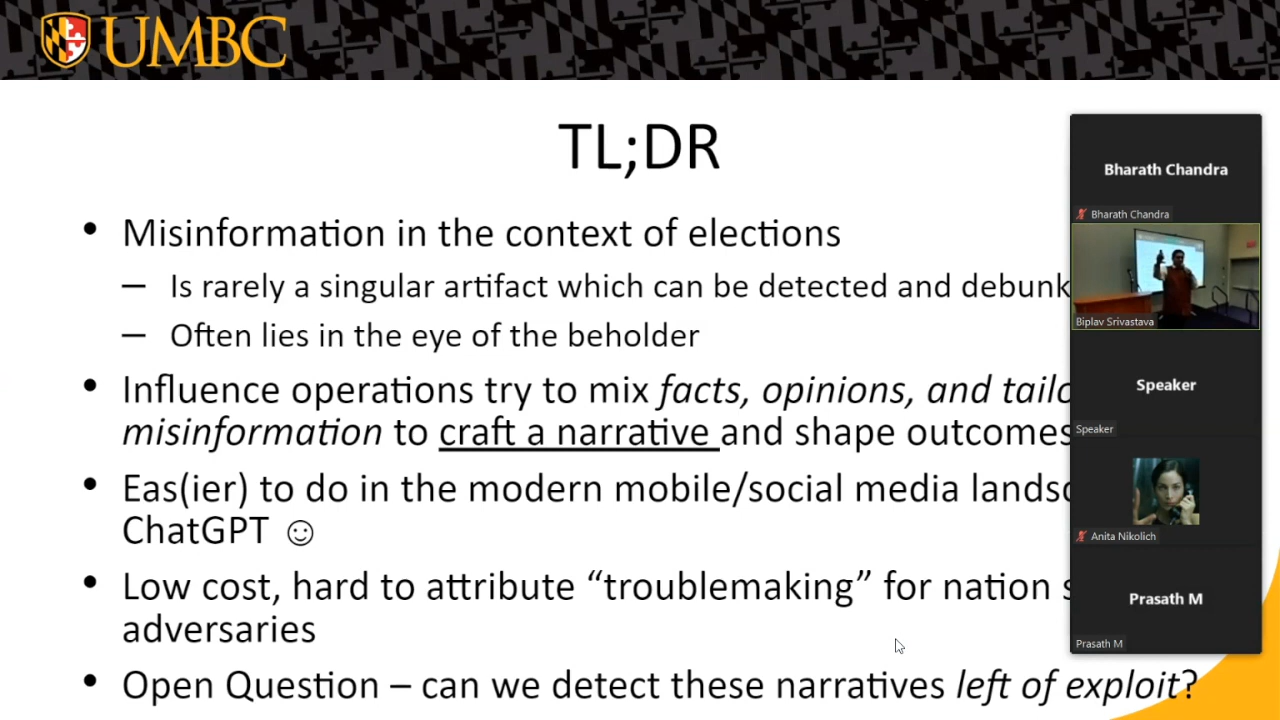 UMBC
TL;DR
• Misinformation in the context of elections
– Is rarely a singular artifact which can be detected and debunk
– Often lies in the eye of the beholder
• Influence operations try to mix facts, opinions, and tailo
misinformation to craft a narrative and shape outcomes
• Eas(ier) to do in the modern mobile/social media landsc
ChatGPT ☺
• Low cost, hard to attribute “troublemaking” for nation s
adversaries
• Open Question – can we detect these narratives left of exploit?
Bharath Chandra
Bharath Chandra
Biplav Srivastava
Speaker
Speaker
Anita Nikolich
Prasath M
Prasath M